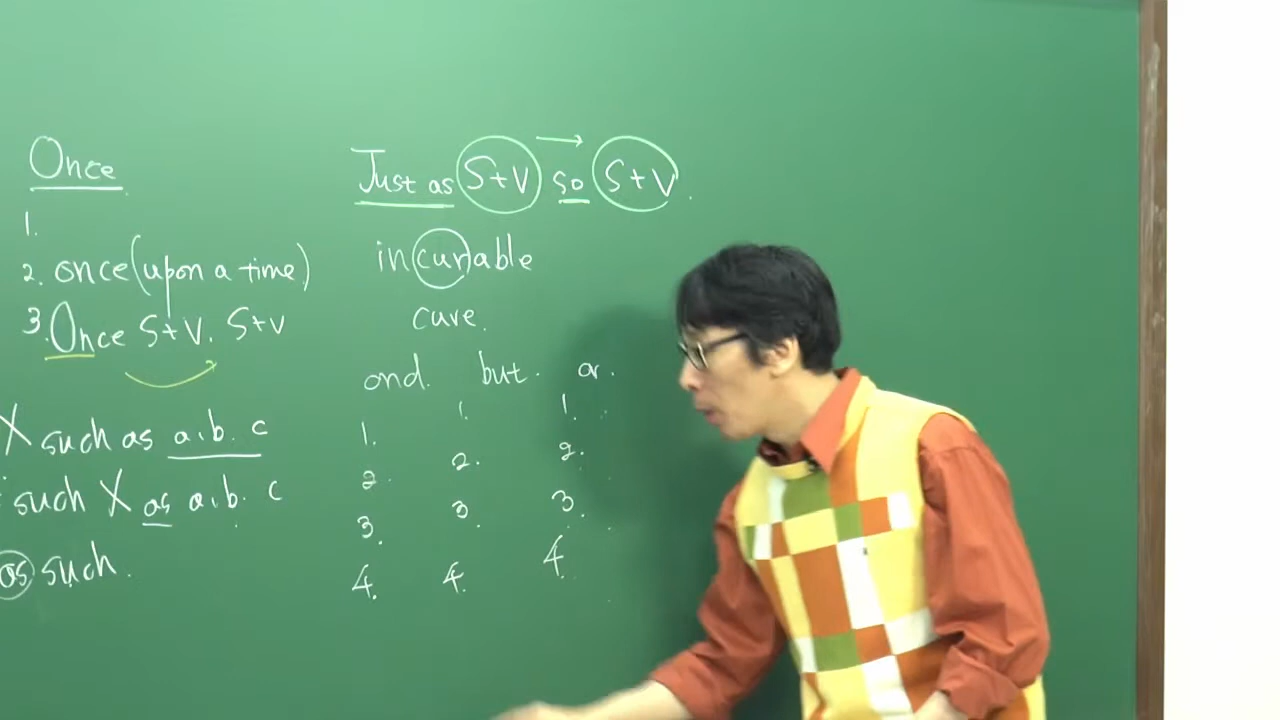 Once
1.
2. once (upon a time)
3. Once S+V, S+V
X such as a, b, c
such X as a, b, c
as such.
Just as S+V → so S+V.
incurable
cure.
and. but. or.
1. 1. 1.
2. 2. 2.
3. 3. 3.
4. 4. 4.